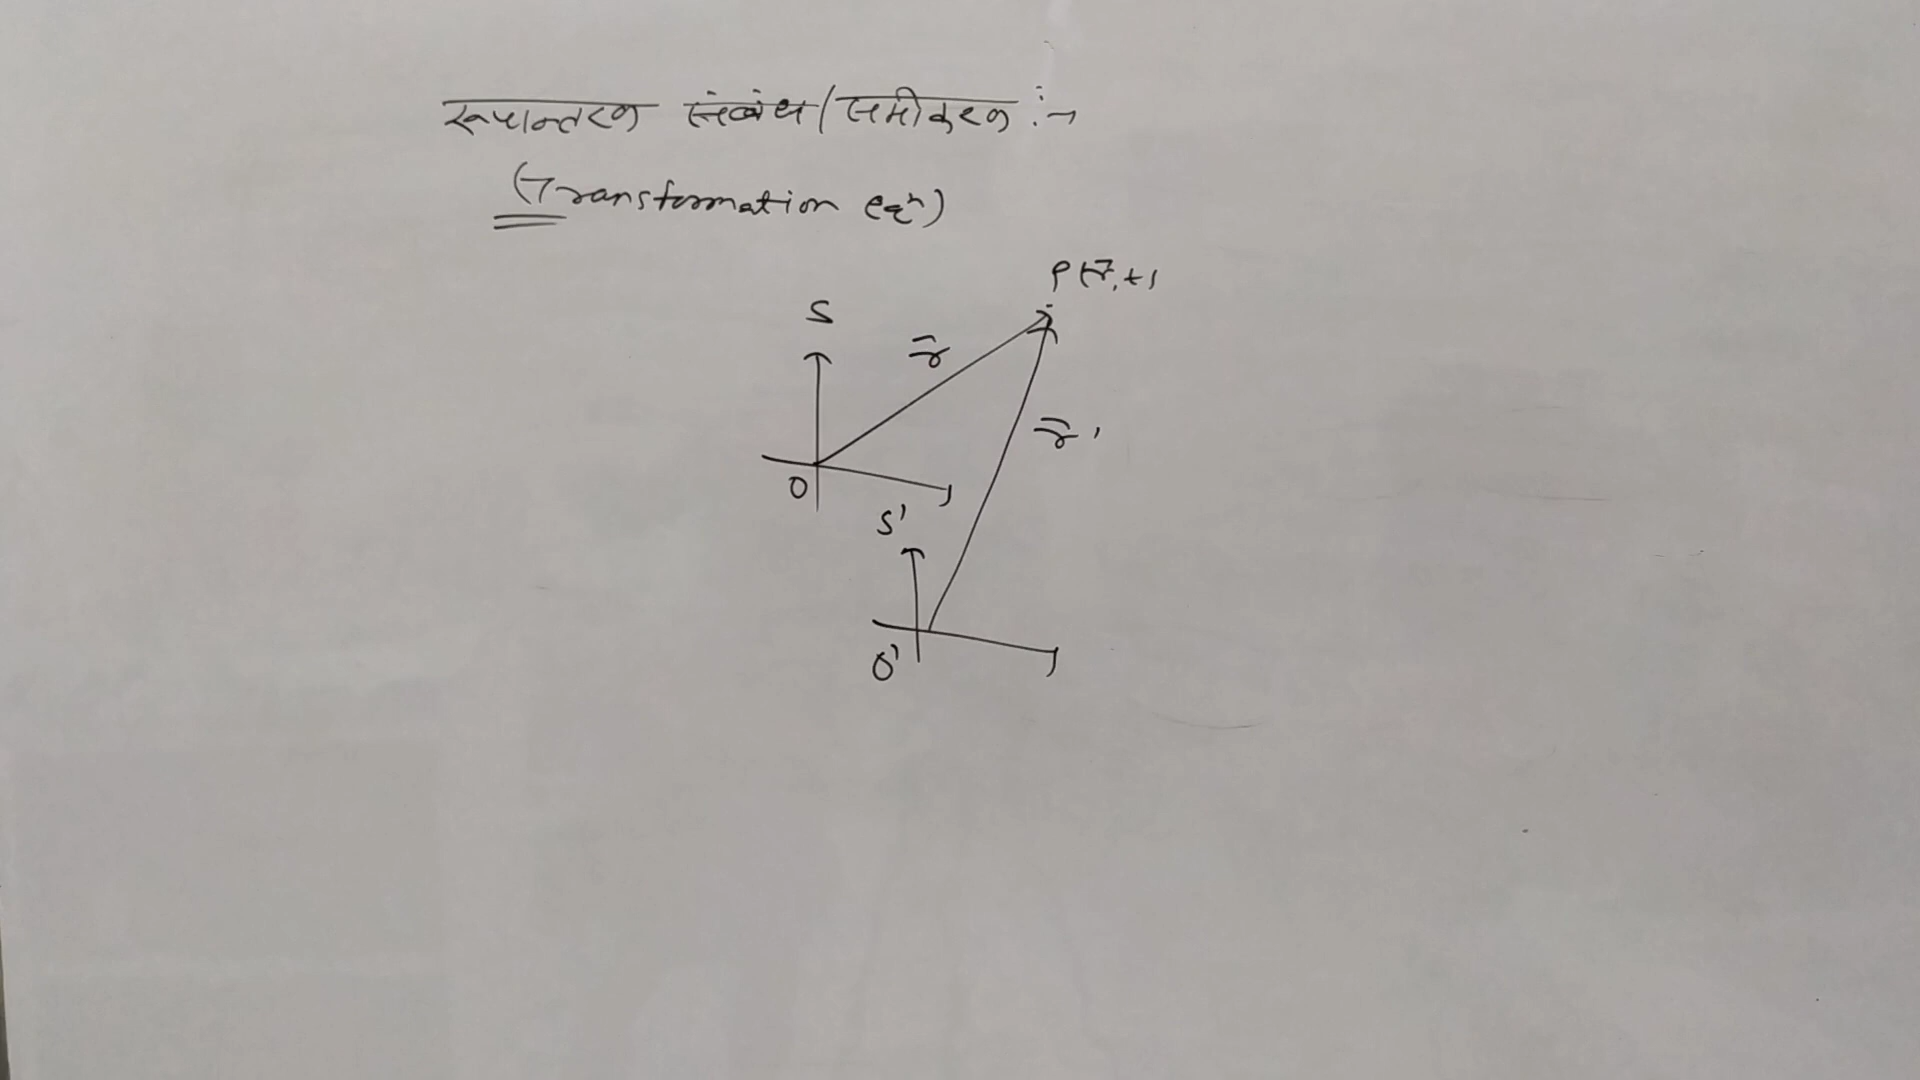 रूपान्तरण संबंध/समीकरण :→
(Transformation eqⁿ)
P(r⃗, t)
S
r⃗
r⃗ '
O
S'
O'